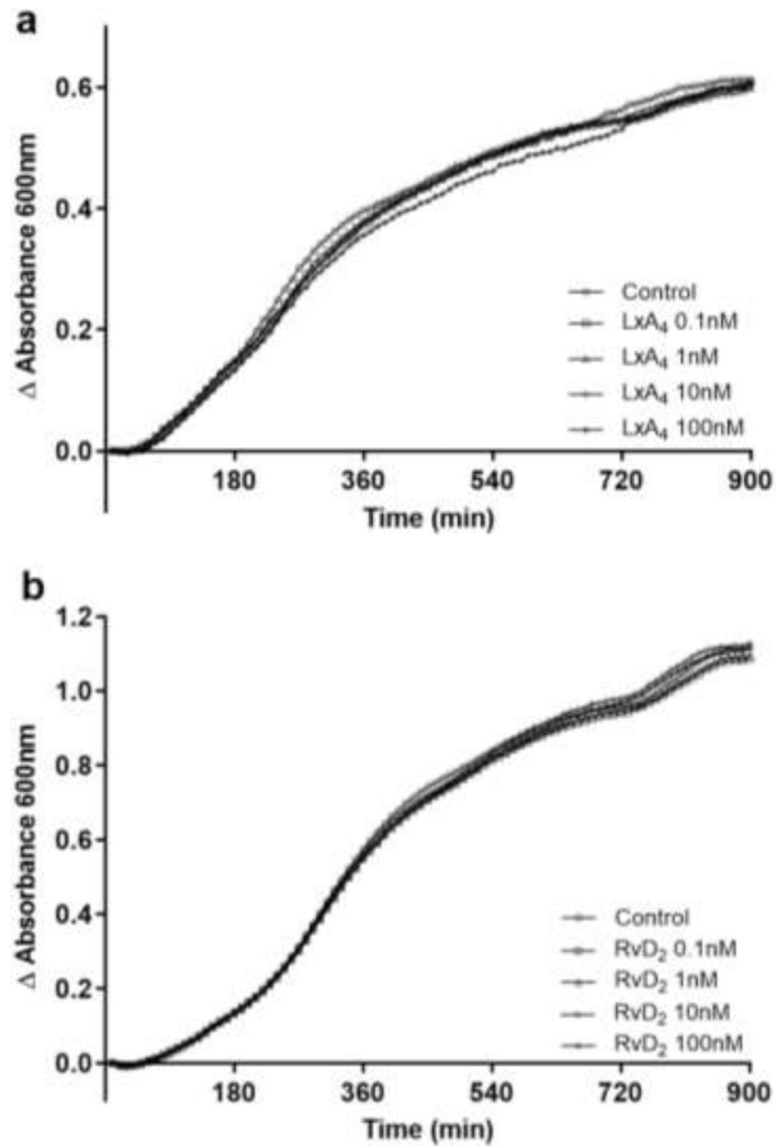 a
Δ Absorbance 600nm
0.6
0.4
0.2
0.0
Control
LxA₄ 0.1nM
LxA₄ 1nM
LxA₄ 10nM
LxA₄ 100nM
180 360 540 720 900
Time (min)
b
Δ Absorbance 600nm
1.2
1.0
0.8
0.6
0.4
0.2
0.0
Control
RvD₂ 0.1nM
RvD₂ 1nM
RvD₂ 10nM
RvD₂ 100nM
180 360 540 720 900
Time (min)